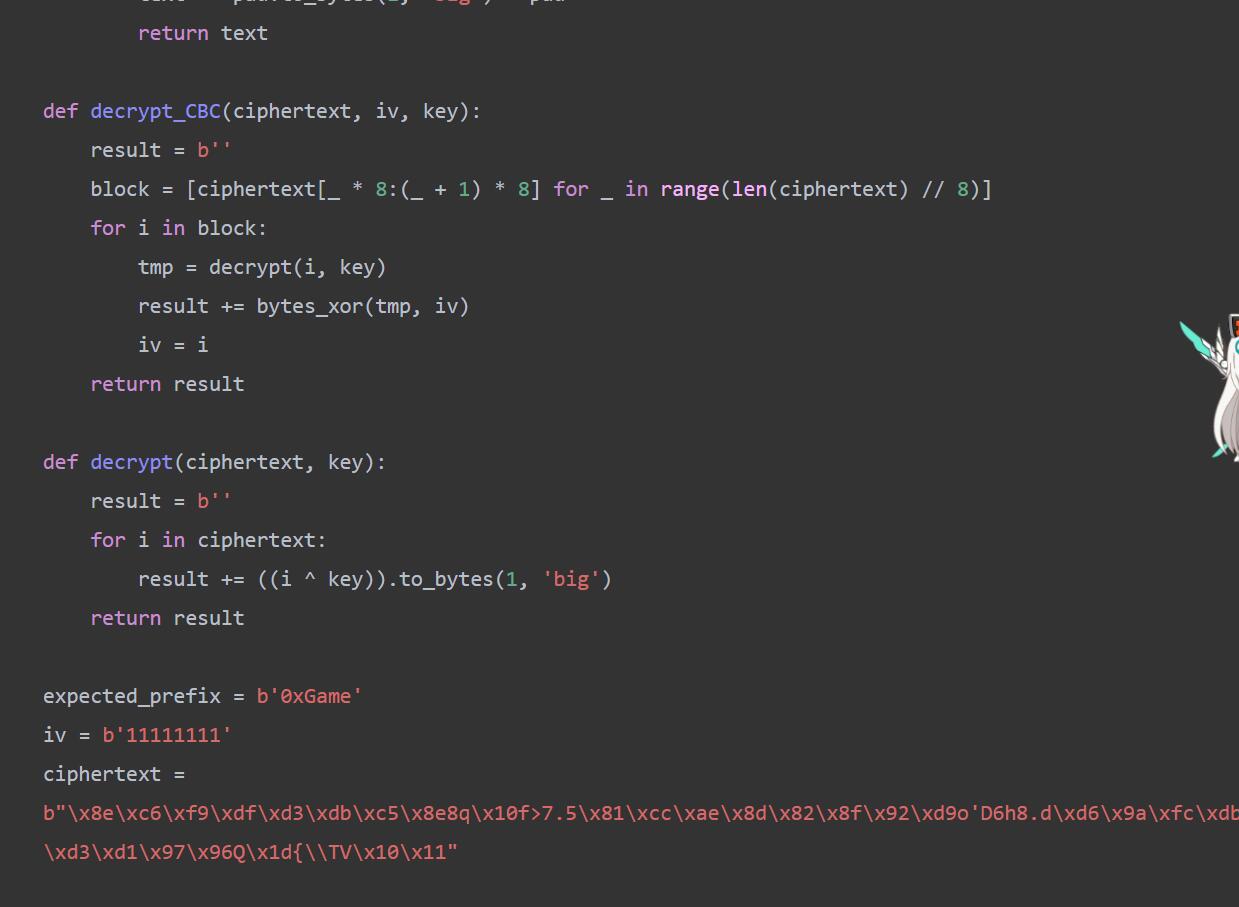 return text
def decrypt_CBC(ciphertext, iv, key):
result = b''
block = [ciphertext[_ * 8:(_ + 1) * 8] for _ in range(len(ciphertext) // 8)]
for i in block:
tmp = decrypt(i, key)
result += bytes_xor(tmp, iv)
iv = i
return result
def decrypt(ciphertext, key):
result = b''
for i in ciphertext:
result += ((i ^ key)).to_bytes(1, 'big')
return result
expected_prefix = b'0xGame'
iv = b'11111111'
ciphertext =
b"\x8e\xc6\xf9\xdf\xd3\xdb\xc5\x8e8q\x10f>7.5\x81\xcc\xae\x8d\x82\x8f\x92\xd9o'D6h8.d\xd6\x9a\xfc\xdb
\xd3\xd1\x97\x96Q\x1d{\\TV\x10\x11"